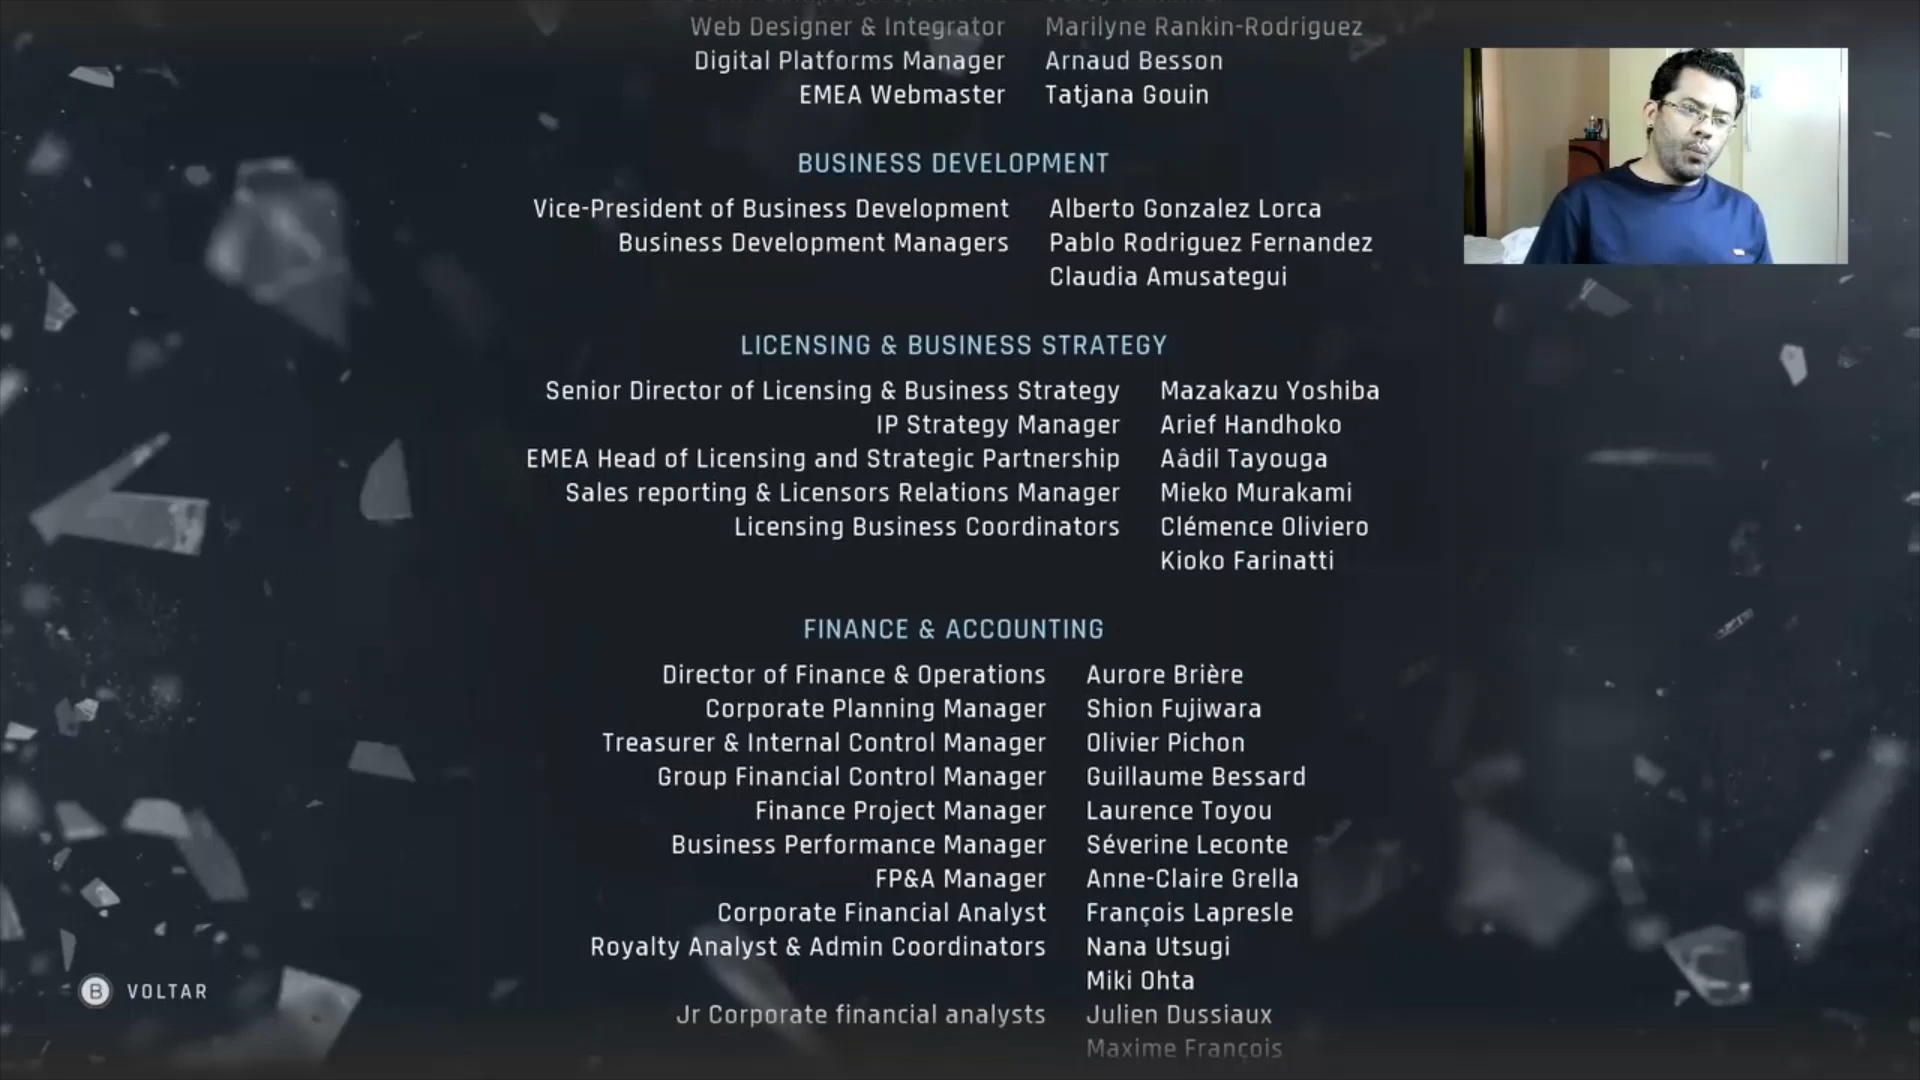 Web Designer & Integrator Marilyne Rankin-Rodriguez
Digital Platforms Manager Arnaud Besson
EMEA Webmaster Tatjana Gouin
BUSINESS DEVELOPMENT
Vice-President of Business Development Alberto Gonzalez Lorca
Business Development Managers Pablo Rodriguez Fernandez
Claudia Amusategui
LICENSING & BUSINESS STRATEGY
Senior Director of Licensing & Business Strategy Mazakazu Yoshiba
IP Strategy Manager Arief Handhoko
EMEA Head of Licensing and Strategic Partnership Aâdil Tayouga
Sales reporting & Licensors Relations Manager Mieko Murakami
Licensing Business Coordinators Clémence Oliviero
Kioko Farinatti
FINANCE & ACCOUNTING
Director of Finance & Operations Aurore Brière
Corporate Planning Manager Shion Fujiwara
Treasurer & Internal Control Manager Olivier Pichon
Group Financial Control Manager Guillaume Bessard
Finance Project Manager Laurence Toyou
Business Performance Manager Séverine Leconte
FP&A Manager Anne-Claire Grella
Corporate Financial Analyst François Lapresle
Royalty Analyst & Admin Coordinators Nana Utsugi
Miki Ohta
B VOLTAR
Jr Corporate financial analysts Julien Dussiaux
Maxime François